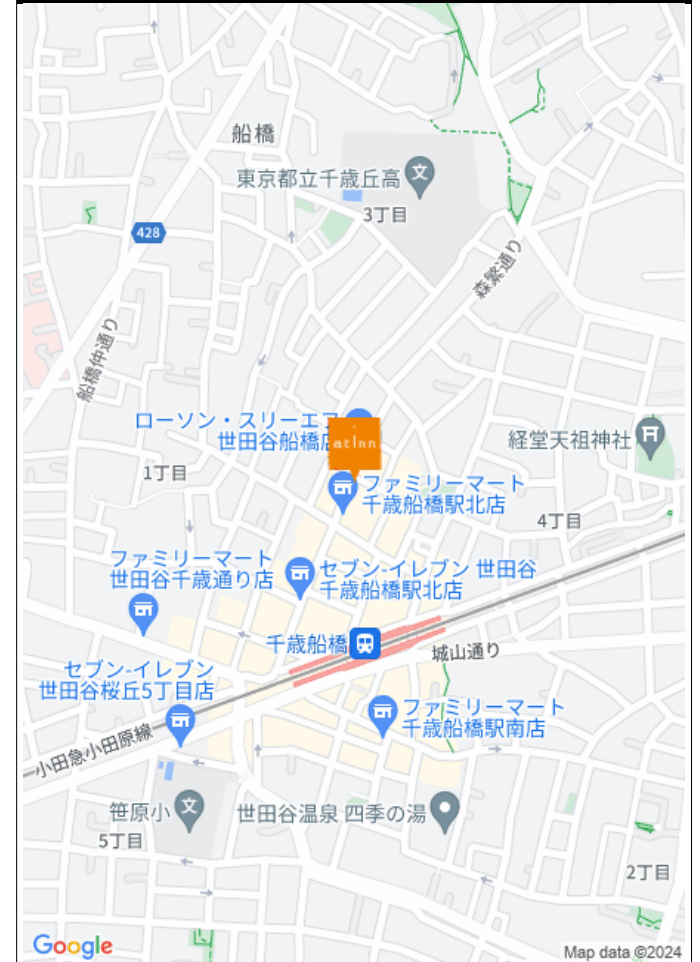 船橋
東京都立千歳丘高
3丁目
428
森繁通り
船橋仲通り
ローソン・スリーエフ
世田谷船橋店
atInn
経堂天祖神社
1丁目
ファミリーマート
千歳船橋駅北店
4丁目
ファミリーマート
世田谷千歳通り店
セブン-イレブン 世田谷
千歳船橋駅北店
千歳船橋
城山通り
セブン-イレブン
世田谷桜丘5丁目店
ファミリーマート
千歳船橋駅南店
小田急小田原線
笹原小
世田谷温泉 四季の湯
5丁目
2丁目
Google
Map data ©2024